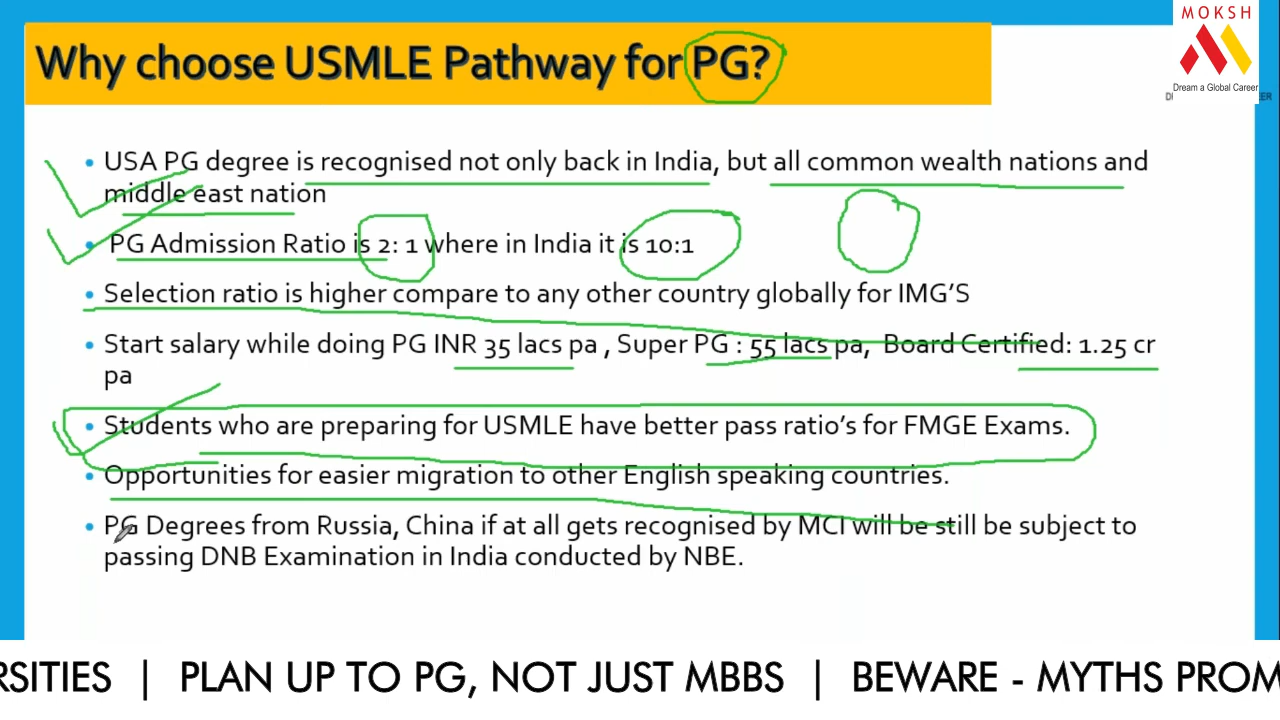 MOKSH
Dream a Global Career
ER
Why choose USMLE Pathway for PG?
• USA PG degree is recognised not only back in India, but all common wealth nations and
middle east nation
• PG Admission Ratio is 2: 1 where in India it is 10:1
• Selection ratio is higher compare to any other country globally for IMG'S
• Start salary while doing PG INR 35 lacs pa , Super PG : 55 lacs pa, Board Certified: 1.25 cr
pa
• Students who are preparing for USMLE have better pass ratio's for FMGE Exams.
• Opportunities for easier migration to other English speaking countries.
• PG Degrees from Russia, China if at all gets recognised by MCI will be still be subject to
passing DNB Examination in India conducted by NBE.
RSITIES | PLAN UP TO PG, NOT JUST MBBS | BEWARE - MYTHS PROM